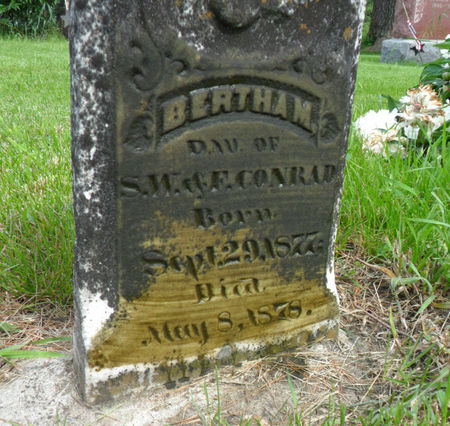 BERTHA M.
DAU. OF
S.W. & F. CONRAD
Born
Sept. 29, 1877.
Died
May 8, 1878.